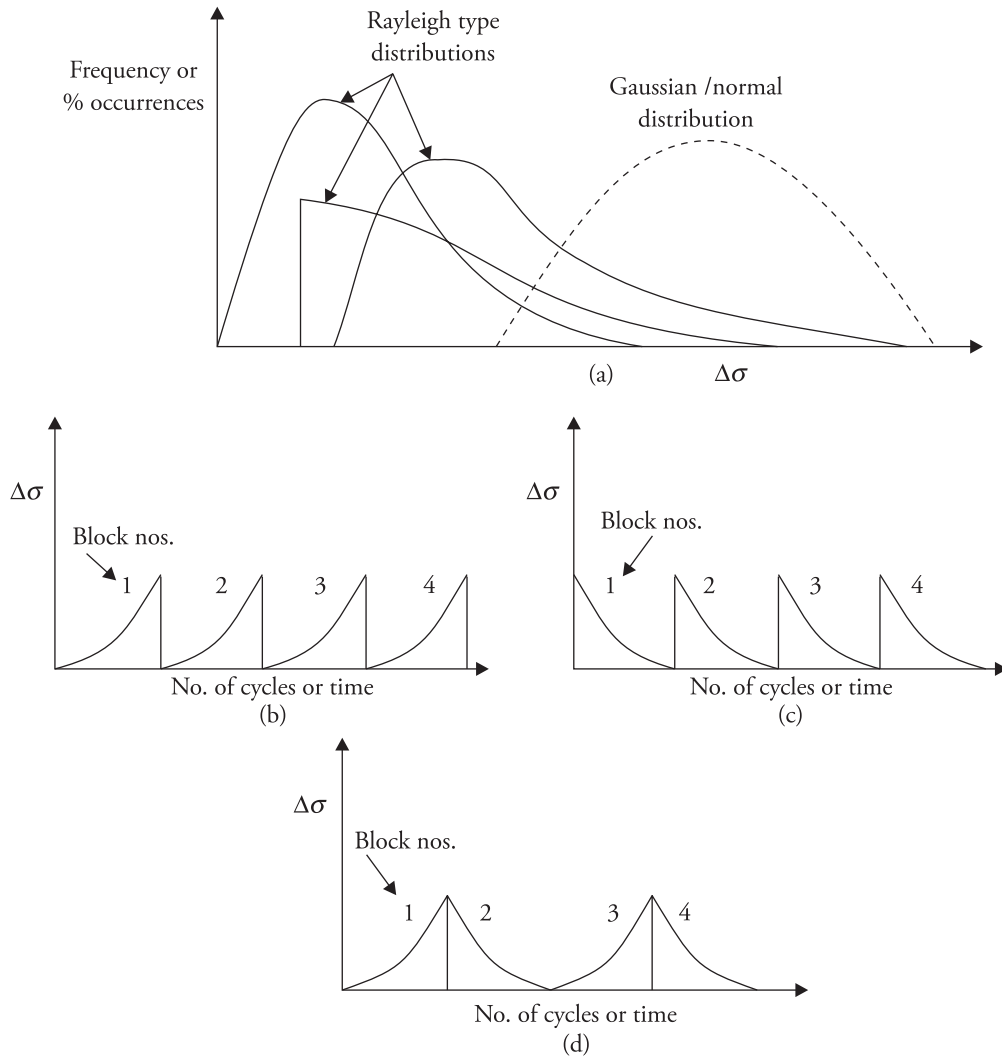 Rayleigh type
distributions
Frequency or
% occurrences
Gaussian /normal
distribution
(a)
Δσ
Δσ
Block nos.
1 2 3 4
No. of cycles or time
(b)
Δσ
Block nos.
1 2 3 4
No. of cycles or time
(c)
Δσ
Block nos.
1 2 3 4
No. of cycles or time
(d)